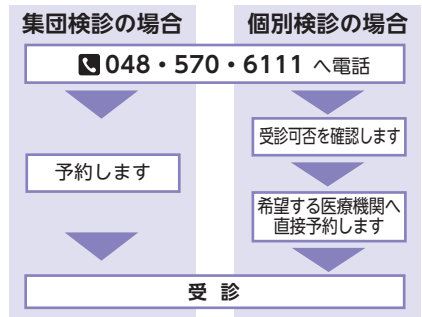 集団検診の場合
個別検診の場合
048・570・6111 へ電話
予約します
受診可否を確認します
希望する医療機関へ
直接予約します
受 診